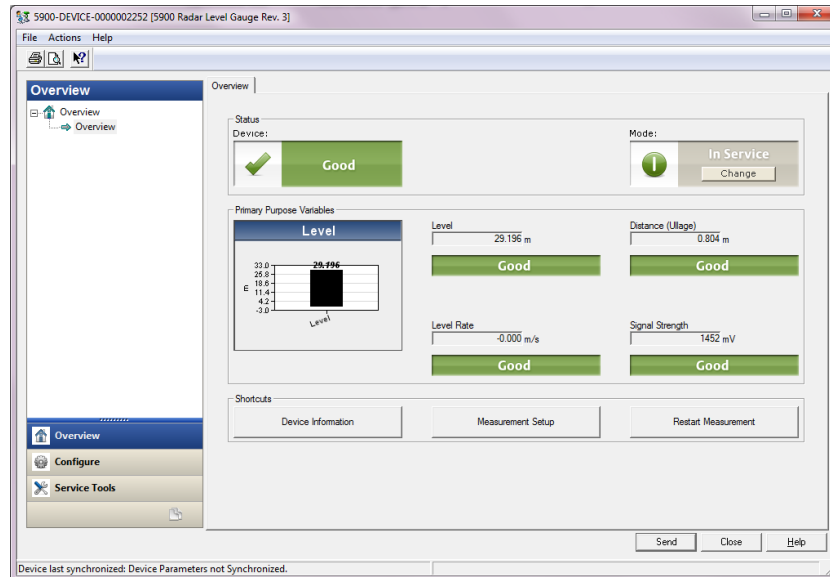 5900-DEVICE-0000002252 [5900 Radar Level Gauge Rev. 3]
File Actions Help
Overview
Overview
Overview
Overview
Configure
Service Tools
Overview
Status
Device:
Good
Mode:
In Service
Change
Primary Purpose Variables
Level
33.0
25.8
18.6
11.4
4.2
-3.0
m
29.196
Level
Level
29.196 m
Good
Distance (Ullage)
0.804 m
Good
Level Rate
-0.000 m/s
Good
Signal Strength
1452 mV
Good
Shortcuts
Device Information
Measurement Setup
Restart Measurement
Send
Close
Help
Device last synchronized: Device Parameters not Synchronized.